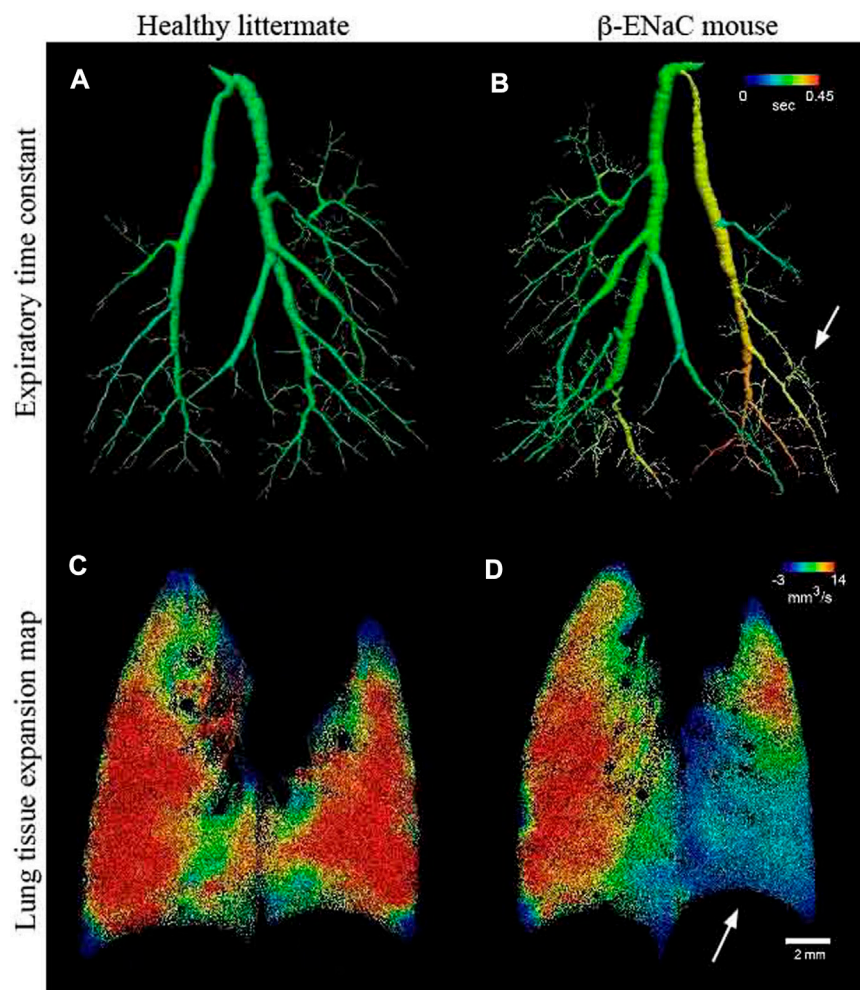 Healthy littermate
β-ENaC mouse
Expiratory time constant
A
B
0 0.45
sec
Lung tissue expansion map
C
D
-3 14
mm³/s
2 mm